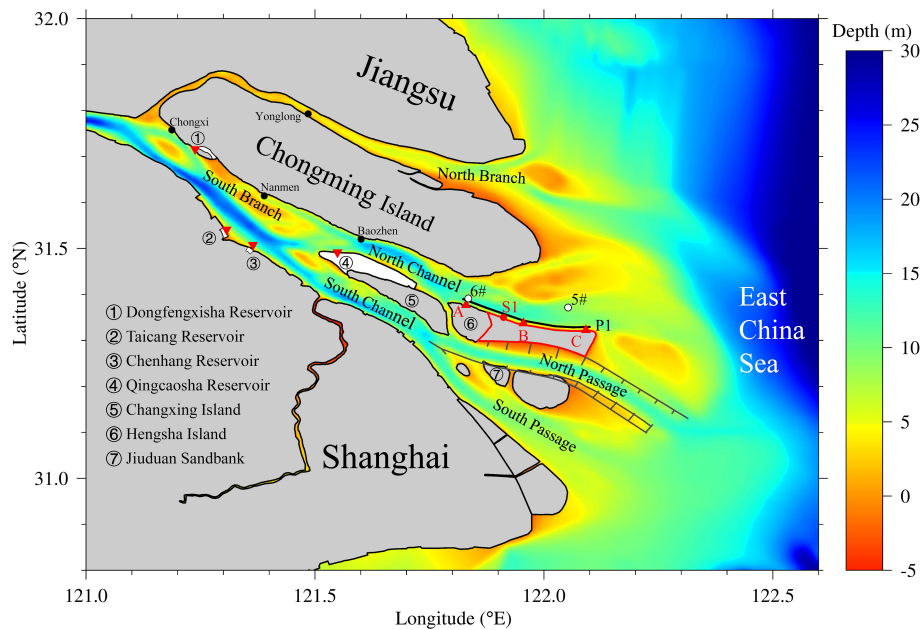 32.0
31.5
31.0
Latitude (°N)
121.0
121.5
122.0
122.5
Longitude (°E)
Depth (m)
30
25
20
15
10
5
0
-5
Jiangsu
Chongxi
①
Yonglong
Chongming Island
North Branch
South Branch
Nanmen
②
③
Baozhen
North Channel
④
South Channel
⑤
6#
5#
A
S1
P1
⑥
B
C
East
China
Sea
North Passage
⑦
South Passage
Shanghai
① Dongfengxisha Reservoir
② Taicang Reservoir
③ Chenhang Reservoir
④ Qingcaosha Reservoir
⑤ Changxing Island
⑥ Hengsha Island
⑦ Jiuduan Sandbank